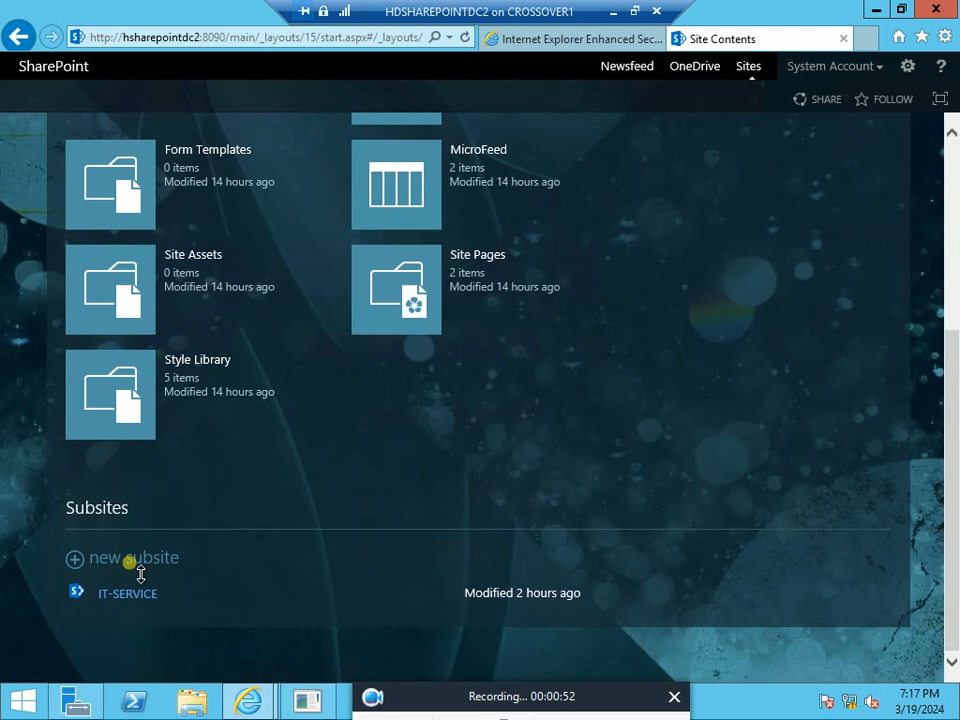 HDSHAREPOINTDC2 on CROSSOVER1
http://hsharepointdc2:8090/main/_layouts/15/start.aspx#/_layouts/
Internet Explorer Enhanced Sec...
Site Contents
SharePoint
Newsfeed
OneDrive
Sites
System Account
?
SHARE
FOLLOW
Form Templates
0 items
Modified 14 hours ago
MicroFeed
2 items
Modified 14 hours ago
Site Assets
0 items
Modified 14 hours ago
Site Pages
2 items
Modified 14 hours ago
Style Library
5 items
Modified 14 hours ago
Subsites
new subsite
IT-SERVICE
Modified 2 hours ago
Recording... 00:00:52
7:17 PM
3/19/2024